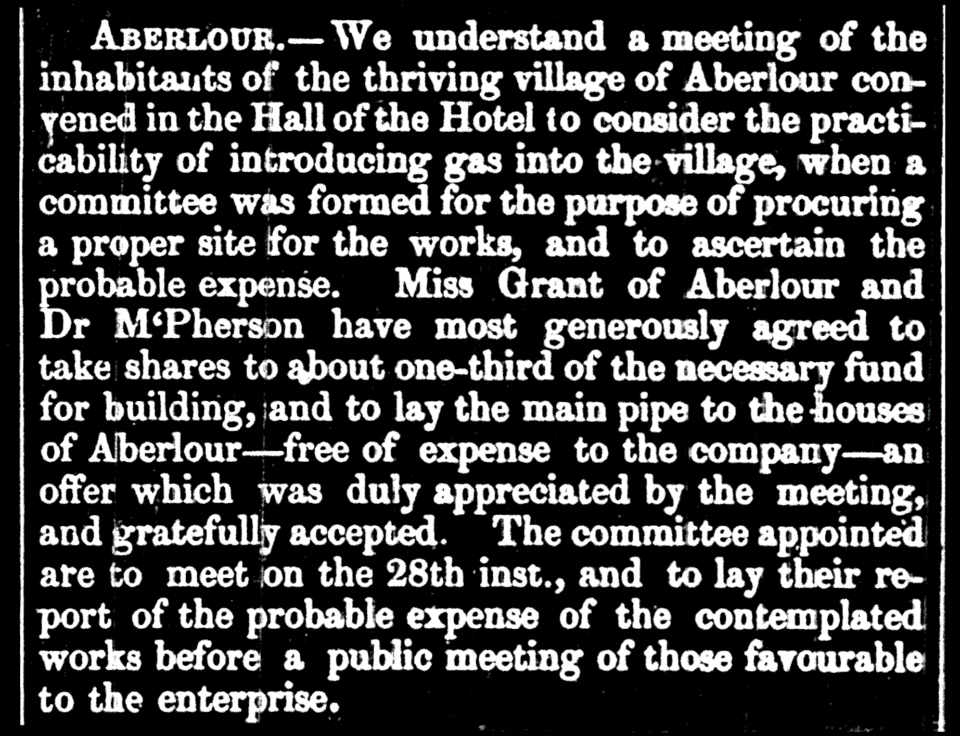 ABERLOUR.—We understand a meeting of the
inhabitants of the thriving village of Aberlour con-
vened in the Hall of the Hotel to consider the practi-
cability of introducing gas into the village, when a
committee was formed for the purpose of procuring
a proper site for the works, and to ascertain the
probable expense. Miss Grant of Aberlour and
Dr M‘Pherson have most generously agreed to
take shares to about one-third of the necessary fund
for building, and to lay the main pipe to the houses
of Aberlour—free of expense to the company—an
offer which was duly appreciated by the meeting,
and gratefully accepted. The committee appointed
are to meet on the 28th inst., and to lay their re-
port of the probable expense of the contemplated
works before a public meeting of those favourable
to the enterprise.